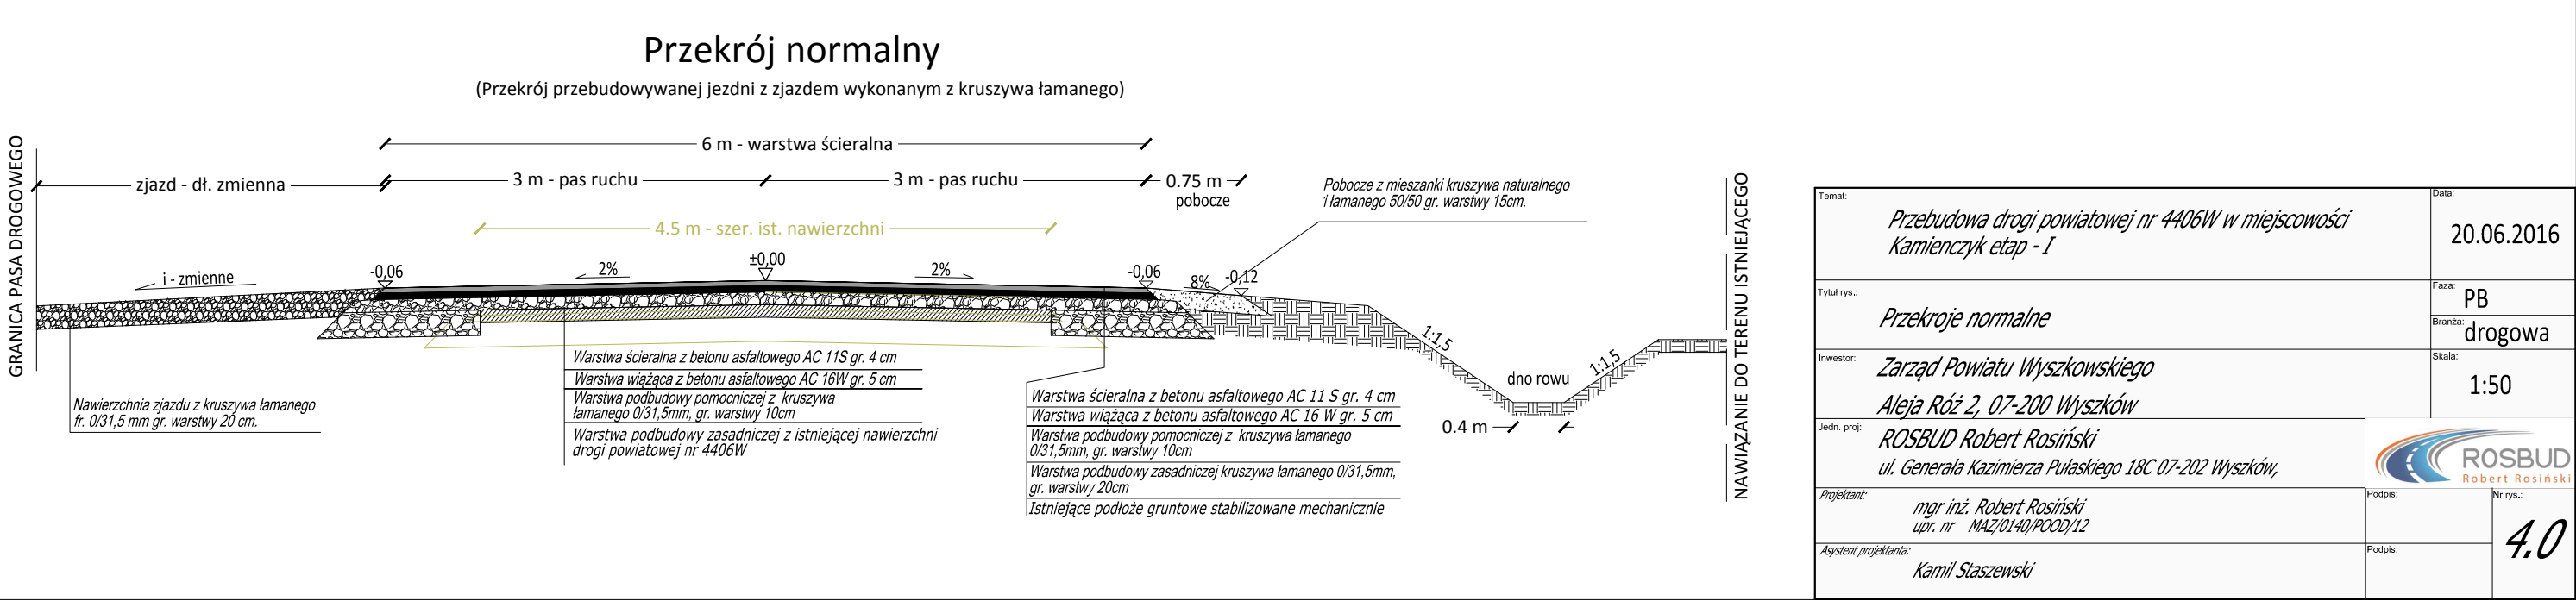 Przekrój normalny
(Przekrój przebudowywanej jezdni z zjazdem wykonanym z kruszywa łamanego)
GRANICA PASA DROGOWEGO
6 m - warstwa ścieralna
zjazd - dł. zmienna
3 m - pas ruchu
3 m - pas ruchu
0.75 m
pobocze
Pobocze z mieszanki kruszywa naturalnego
i łamanego 50/50 gr. warstwy 15cm.
4.5 m - szer. ist. nawierzchni
i - zmienne
-0,06
2%
±0,00
2%
-0,06
8%
-0,12
1:1,5
dno rowu
1:1,5
0.4 m
NAWIĄZANIE DO TERENU ISTNIEJĄCEGO
Nawierzchnia zjazdu z kruszywa łamanego
fr. 0/31,5 mm gr. warstwy 20 cm.
Warstwa ścieralna z betonu asfaltowego AC 11S gr. 4 cm
Warstwa wiążąca z betonu asfaltowego AC 16W gr. 5 cm
Warstwa podbudowy pomocniczej z kruszywa
łamanego 0/31,5mm, gr. warstwy 10cm
Warstwa podbudowy zasadniczej z istniejącej nawierzchni
drogi powiatowej nr 4406W
Warstwa ścieralna z betonu asfaltowego AC 11 S gr. 4 cm
Warstwa wiążąca z betonu asfaltowego AC 16 W gr. 5 cm
Warstwa podbudowy pomocniczej z kruszywa łamanego
0/31,5mm, gr. warstwy 10cm
Warstwa podbudowy zasadniczej kruszywa łamanego 0/31,5mm,
gr. warstwy 20cm
Istniejące podłoże gruntowe stabilizowane mechanicznie
Temat:
Przebudowa drogi powiatowej nr 4406W w miejscowości
Kamienczyk etap - I
Data:
20.06.2016
Tytuł rys.:
Przekroje normalne
Faza:
PB
Branża:
drogowa
Inwestor:
Zarząd Powiatu Wyszkowskiego
Aleja Róż 2, 07-200 Wyszków
Skala:
1:50
Jedn. proj:
ROSBUD Robert Rosiński
ul. Generała Kazimierza Pułaskiego 18C 07-202 Wyszków,
ROSBUD
Robert Rosiński
Projektant:
mgr inż. Robert Rosiński
upr. nr MAZ/0140/POOD/12
Podpis:
Nr rys.:
4.0
Asystent projektanta:
Kamil Staszewski
Podpis: